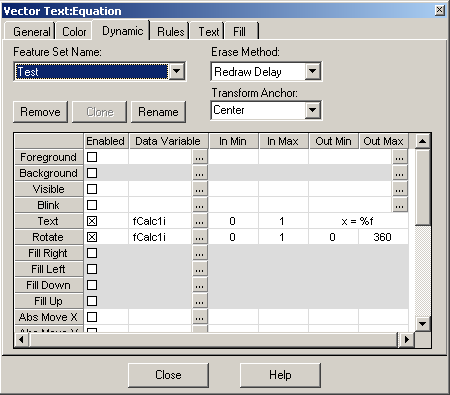 Vector Text:Equation
General Color Dynamic Rules Text Fill
Feature Set Name: Erase Method:
Test Redraw Delay
Transform Anchor:
Remove Clone Rename Center
Enabled Data Variable In Min In Max Out Min Out Max
Foreground ... ...
Background ... ...
Visible ... ...
Blink ... ...
Text fCalc1i ... 0 1 x = %f
Rotate fCalc1i ... 0 1 0 360
Fill Right ...
Fill Left ...
Fill Down ...
Fill Up ...
Abs Move X ...
Abs Move Y ...
Close Help